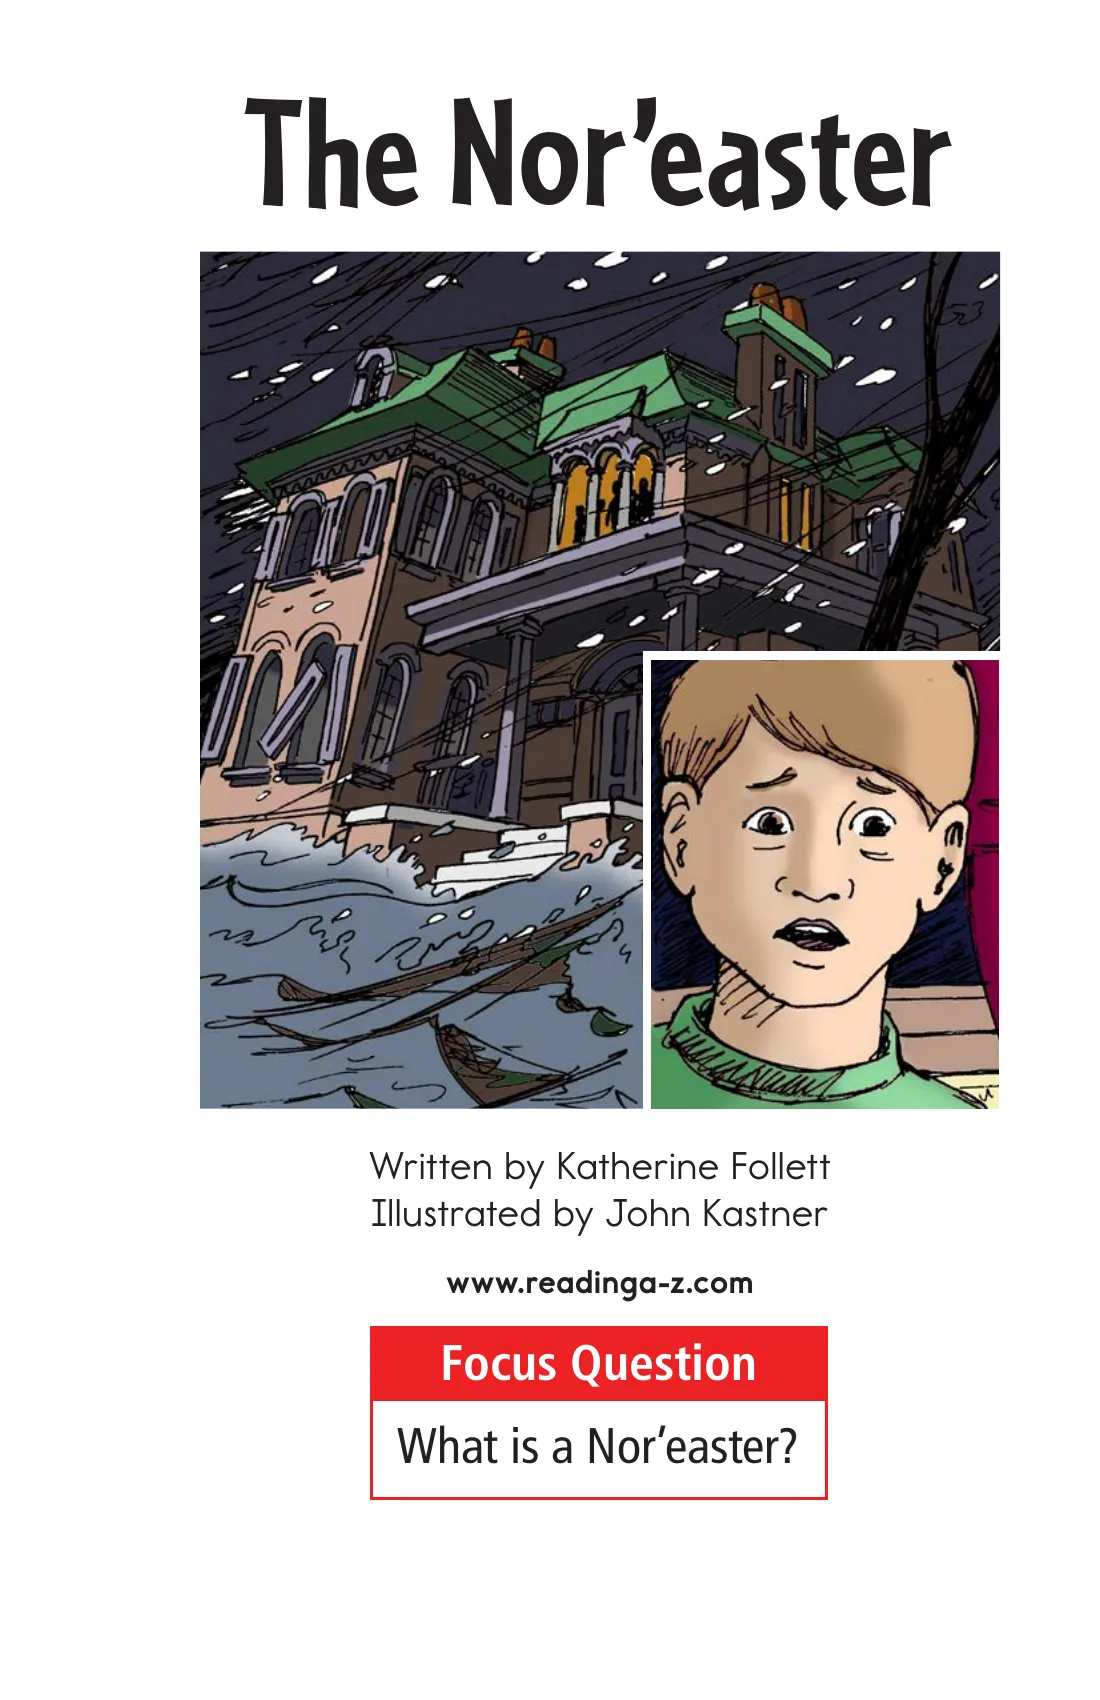 The Nor’easter
Written by Katherine Follett
Illustrated by John Kastner
www.readinga-z.com
Focus Question
What is a Nor’easter?